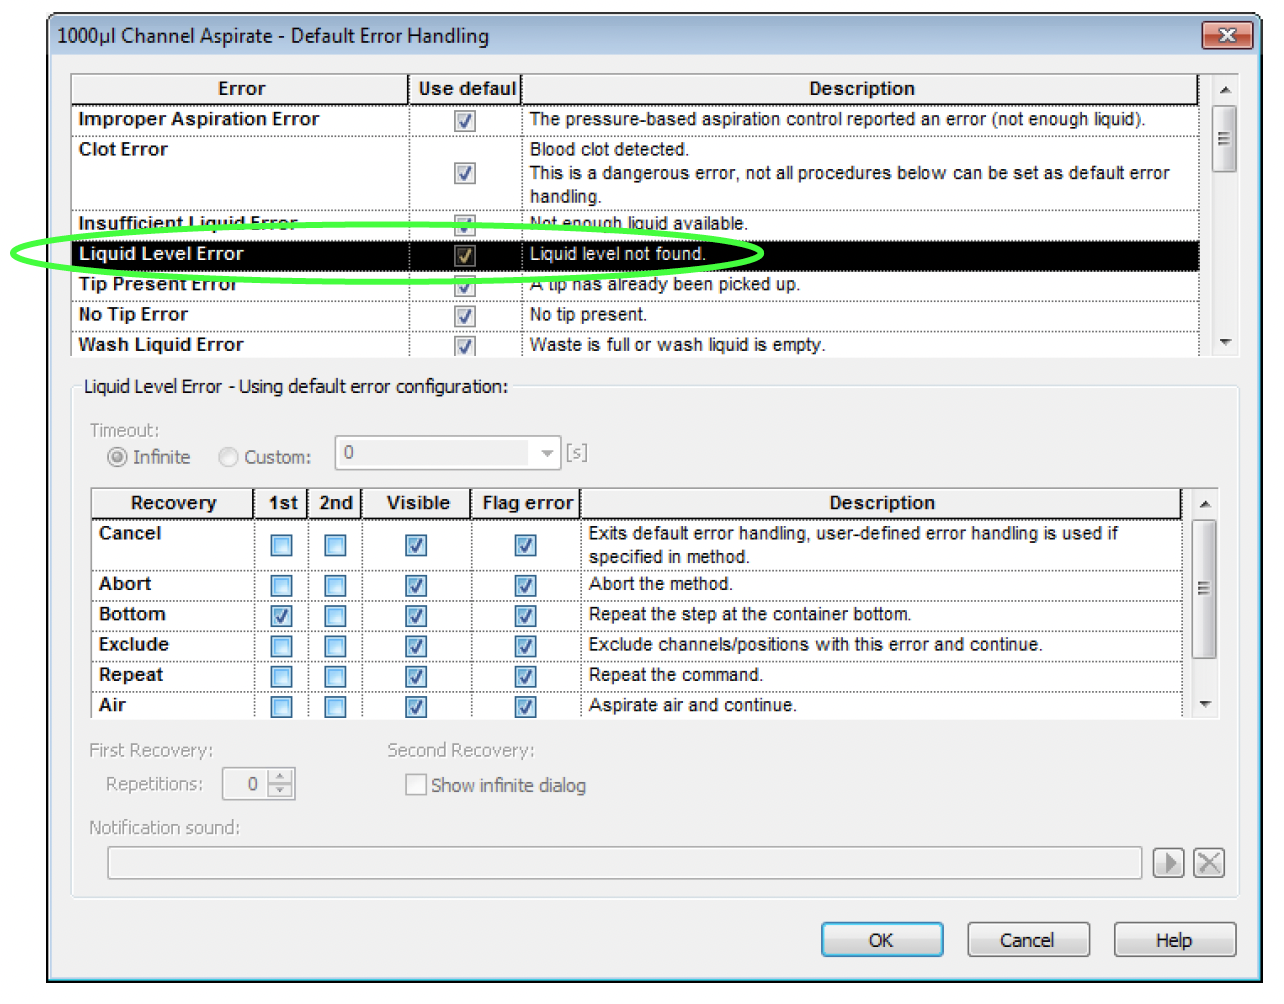 1000µl Channel Aspirate - Default Error Handling
Error Use defaul Description
Improper Aspiration Error The pressure-based aspiration control reported an error (not enough liquid).
Clot Error Blood clot detected.
This is a dangerous error, not all procedures below can be set as default error
handling.
Insufficient Liquid Error Not enough liquid available.
Liquid Level Error Liquid level not found.
Tip Present Error A tip has already been picked up.
No Tip Error No tip present.
Wash Liquid Error Waste is full or wash liquid is empty.
Liquid Level Error - Using default error configuration:
Timeout:
Infinite Custom: 0 [s]
Recovery 1st 2nd Visible Flag error Description
Cancel Exits default error handling, user-defined error handling is used if
specified in method.
Abort Abort the method.
Bottom Repeat the step at the container bottom.
Exclude Exclude channels/positions with this error and continue.
Repeat Repeat the command.
Air Aspirate air and continue.
First Recovery: Second Recovery:
Repetitions: 0 Show infinite dialog
Notification sound:
OK Cancel Help